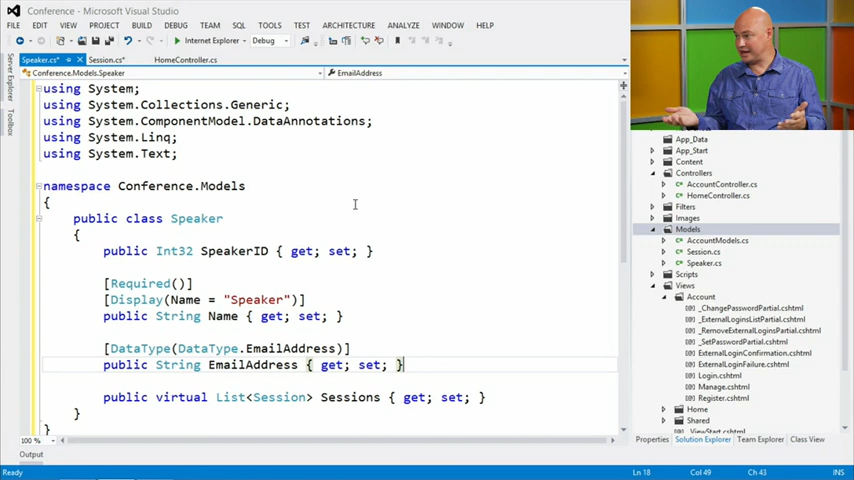 Conference - Microsoft Visual Studio
FILE EDIT VIEW PROJECT BUILD DEBUG TEAM SQL TOOLS TEST ARCHITECTURE ANALYZE WINDOW HELP
Internet Explorer Debug
Speaker.cs* Session.cs* HomeController.cs
Conference.Models.Speaker EmailAddress
Server Explorer
Toolbox
using System;
using System.Collections.Generic;
using System.ComponentModel.DataAnnotations;
using System.Linq;
using System.Text;
namespace Conference.Models
{
public class Speaker
{
public Int32 SpeakerID { get; set; }
[Required()]
[Display(Name = "Speaker")]
public String Name { get; set; }
[DataType(DataType.EmailAddress)]
public String EmailAddress { get; set; }
public virtual List<Session> Sessions { get; set; }
}
}
100 %
Output
App_Data
App_Start
Content
Controllers
AccountController.cs
HomeController.cs
Filters
Images
Models
AccountModels.cs
Session.cs
Speaker.cs
Scripts
Views
Account
_ChangePasswordPartial.cshtml
_ExternalLoginsListPartial.cshtml
_RemoveExternalLoginsPartial.cshtml
_SetPasswordPartial.cshtml
ExternalLoginConfirmation.cshtml
ExternalLoginFailure.cshtml
Login.cshtml
Manage.cshtml
Register.cshtml
Home
Shared
_ViewStart.cshtml
Properties Solution Explorer Team Explorer Class View
Ready Ln 18 Col 49 Ch 43 INS